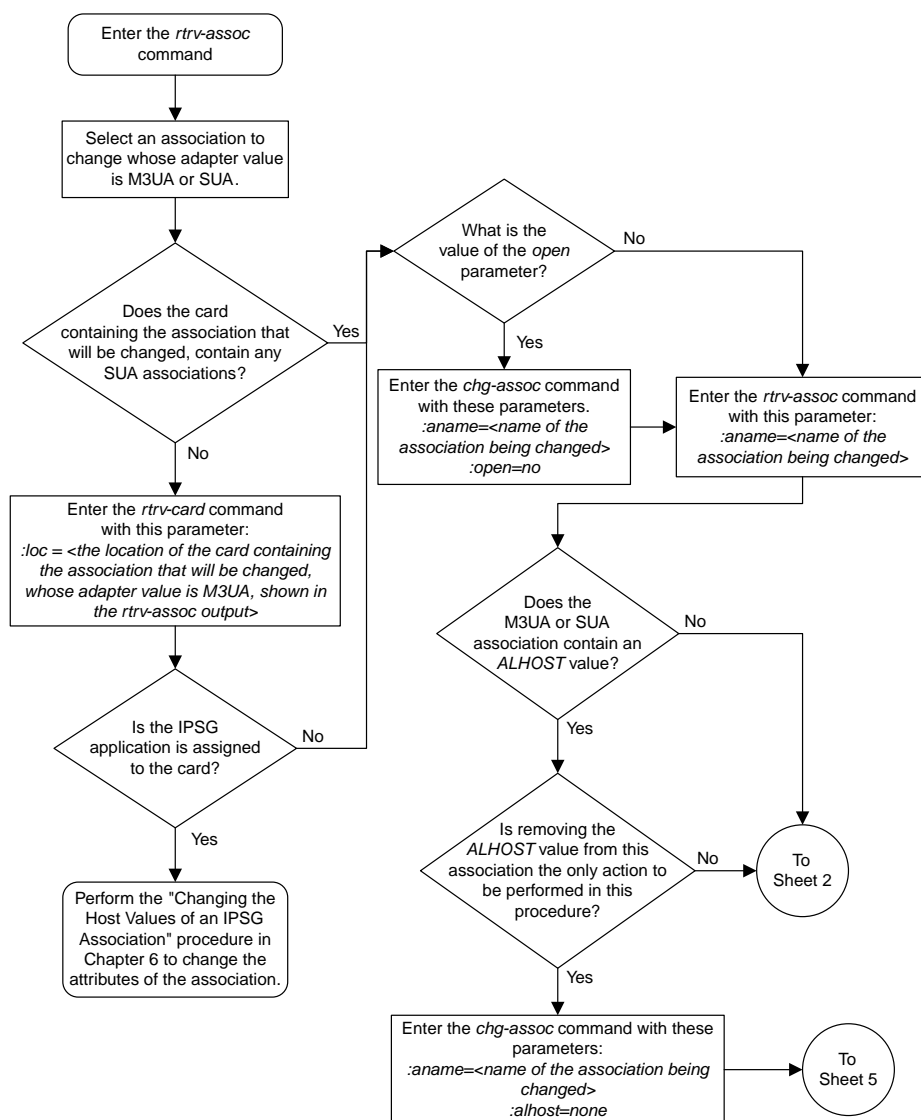 Enter the rtrv-assoc
command
Select an association to
change whose adapter value
is M3UA or SUA.
Does the card
containing the association that
will be changed, contain any
SUA associations?
Yes
No
Enter the rtrv-card command
with this parameter:
:loc = <the location of the card containing
the association that will be changed,
whose adapter value is M3UA, shown in
the rtrv-assoc output>
Is the IPSG
application is assigned
to the card?
No
Yes
Perform the "Changing the
Host Values of an IPSG
Association" procedure in
Chapter 6 to change the
attributes of the association.
What is the
value of the open
parameter?
No
Yes
Enter the chg-assoc command
with these parameters.
:aname=<name of the
association being changed>
:open=no
Enter the rtrv-assoc command
with this parameter:
:aname=<name of the
association being changed>
Does the
M3UA or SUA
association contain an
ALHOST value?
No
Yes
Is removing the
ALHOST value from this
association the only action to
be performed in this
procedure?
No
To
Sheet 2
Yes
Enter the chg-assoc command with these
parameters:
:aname=<name of the association being
changed>
:alhost=none
To
Sheet 5